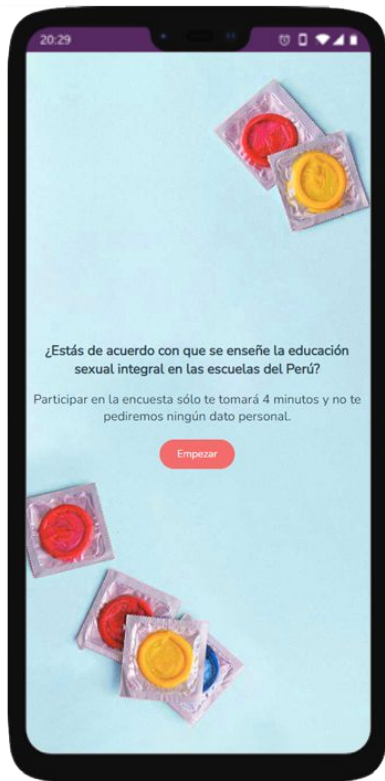 20:29
¿Estás de acuerdo con que se enseñe la educación
sexual integral en las escuelas del Perú?
Participar en la encuesta sólo te tomará 4 minutos y no te
pediremos ningún dato personal.
Empezar